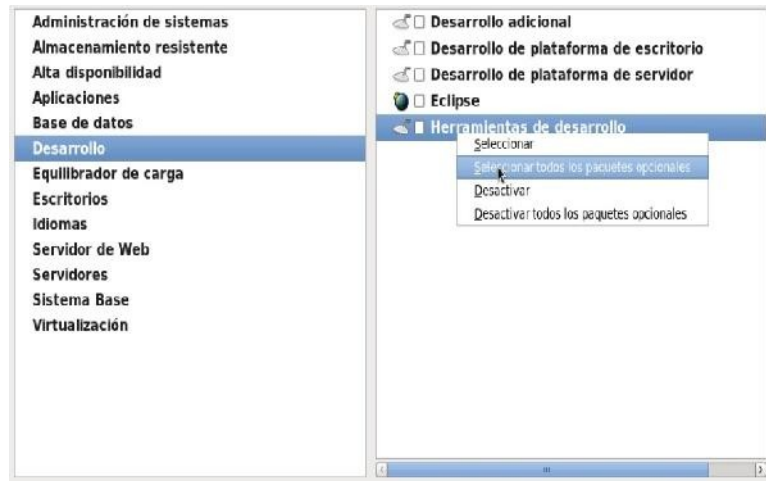 Administración de sistemas
Almacenamiento resistente
Alta disponibilidad
Aplicaciones
Base de datos
Desarrollo
Equilibrador de carga
Escritorios
Idiomas
Servidor de Web
Servidores
Sistema Base
Virtualización
Desarrollo adicional
Desarrollo de plataforma de escritorio
Desarrollo de plataforma de servidor
Eclipse
Herramientas de desarrollo
Seleccionar
Seleccionar todos los paquetes opcionales
Desactivar
Desactivar todos los paquetes opcionales